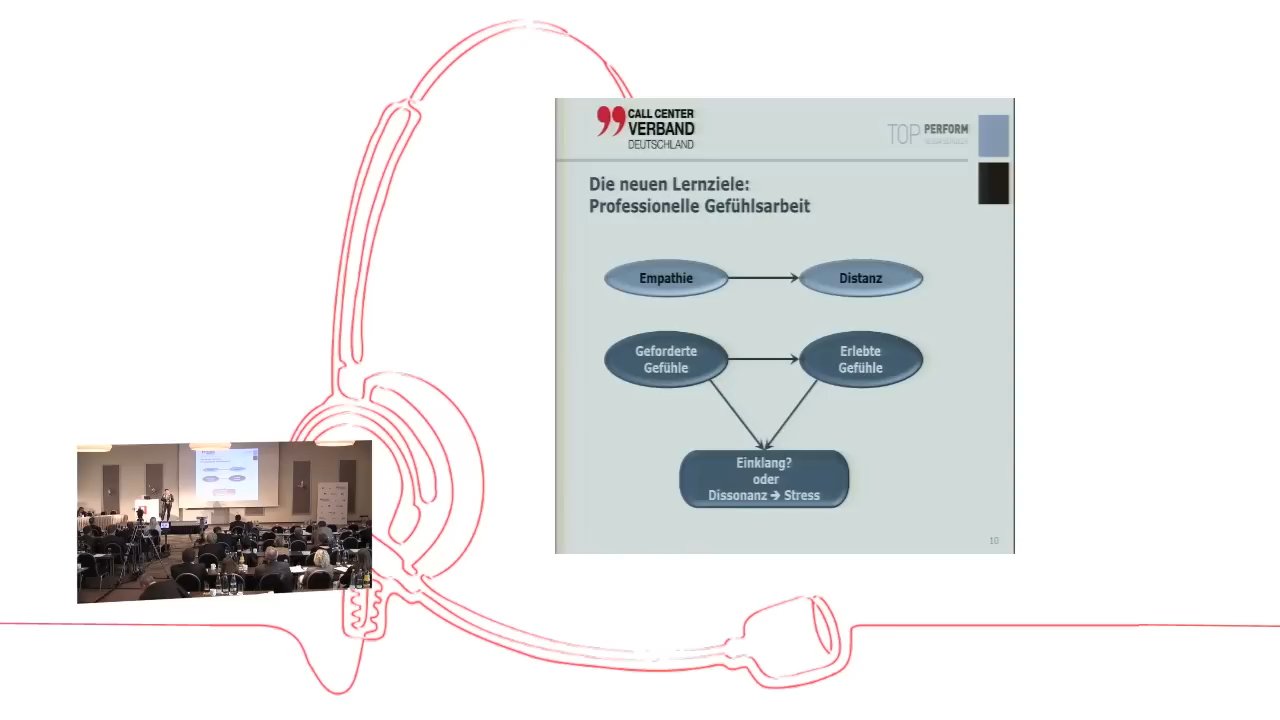 CALL CENTER
VERBAND
DEUTSCHLAND
TOP PERFORM
Die neuen Lernziele:
Professionelle Gefühlsarbeit
Empathie
Distanz
Geforderte
Gefühle
Erlebte
Gefühle
Einklang?
oder
Dissonanz → Stress
10